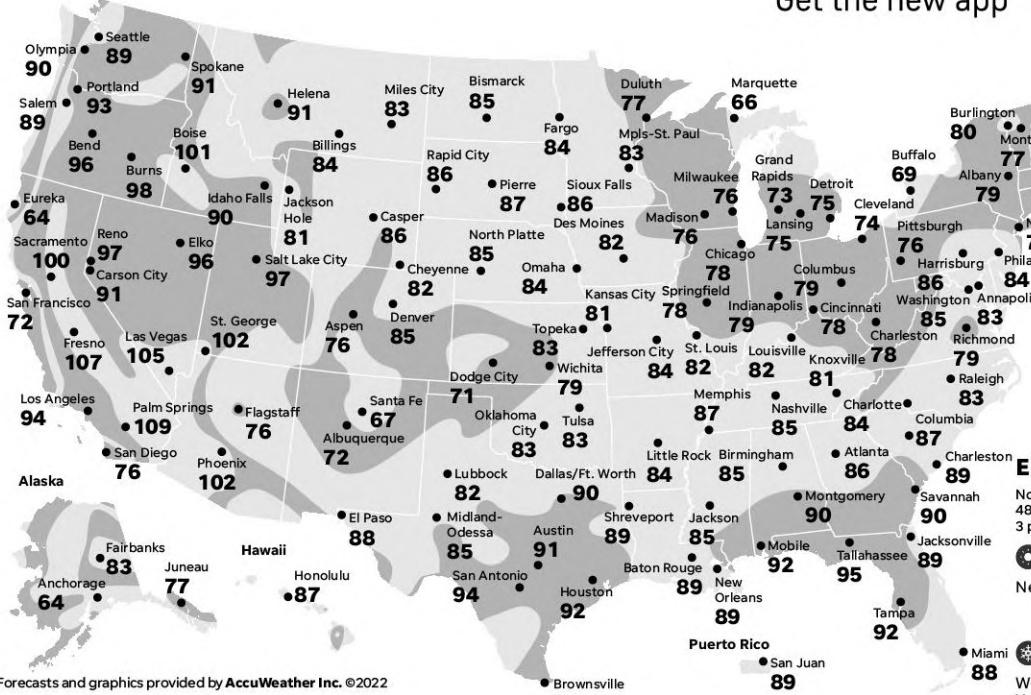 Get the new app
Seattle
89
Olympia
90
Spokane
91
Portland
93
Salem
89
Helena
91
Miles City
83
Bismarck
85
Duluth
77
Marquette
66
Burlington
80
77
Bend
96
Boise
101
Burns
98
Billings
84
Fargo
84
Mpls-St. Paul
83
Rapid City
86
Pierre
87
Sioux Falls
86
Milwaukee
76
Grand
Rapids
73
Detroit
75
Buffalo
69
Albany
79
Eureka
64
Idaho Falls
90
Jackson
Hole
81
Casper
86
Madison
76
Lansing
75
Cleveland
74
Sacramento
100
Reno
97
Elko
96
Salt Lake City
97
North Platte
85
Des Moines
82
Chicago
78
Pittsburgh
76
Carson City
91
Cheyenne
82
Omaha
84
Columbus
79
Harrisburg
86
84
San Francisco
72
Kansas City
81
Springfield
78
Indianapolis
79
Cincinnati
78
Washington
85
Annapol
83
Aspen
76
Denver
85
Fresno
107
Las Vegas
105
St. George
102
Topeka
83
Jefferson City
84
St. Louis
82
Louisville
82
Charleston
78
Richmond
79
Dodge City
71
Wichita
79
Knoxville
81
Raleigh
83
Los Angeles
94
Palm Springs
109
Flagstaff
76
Santa Fe
67
Albuquerque
72
Oklahoma
City
83
Tulsa
83
Memphis
87
Nashville
85
Charlotte
84
Columbia
87
San Diego
76
Phoenix
102
Little Rock
84
Birmingham
85
Atlanta
86
Charleston
89
Lubbock
82
Dallas/Ft. Worth
90
Montgomery
90
Savannah
90
Alaska
El Paso
88
Midland-
Odessa
85
Austin
91
Shreveport
89
Jackson
85
Mobile
92
Tallahassee
95
Jacksonville
89
Fairbanks
83
Anchorage
64
Juneau
77
Hawaii
Honolulu
87
San Antonio
94
Houston
92
Baton Rouge
89
New
Orleans
89
Tampa
92
Puerto Rico
San Juan
89
Miami
88
Brownsville
48
3 p
Forecasts and graphics provided by AccuWeather Inc. ©2022